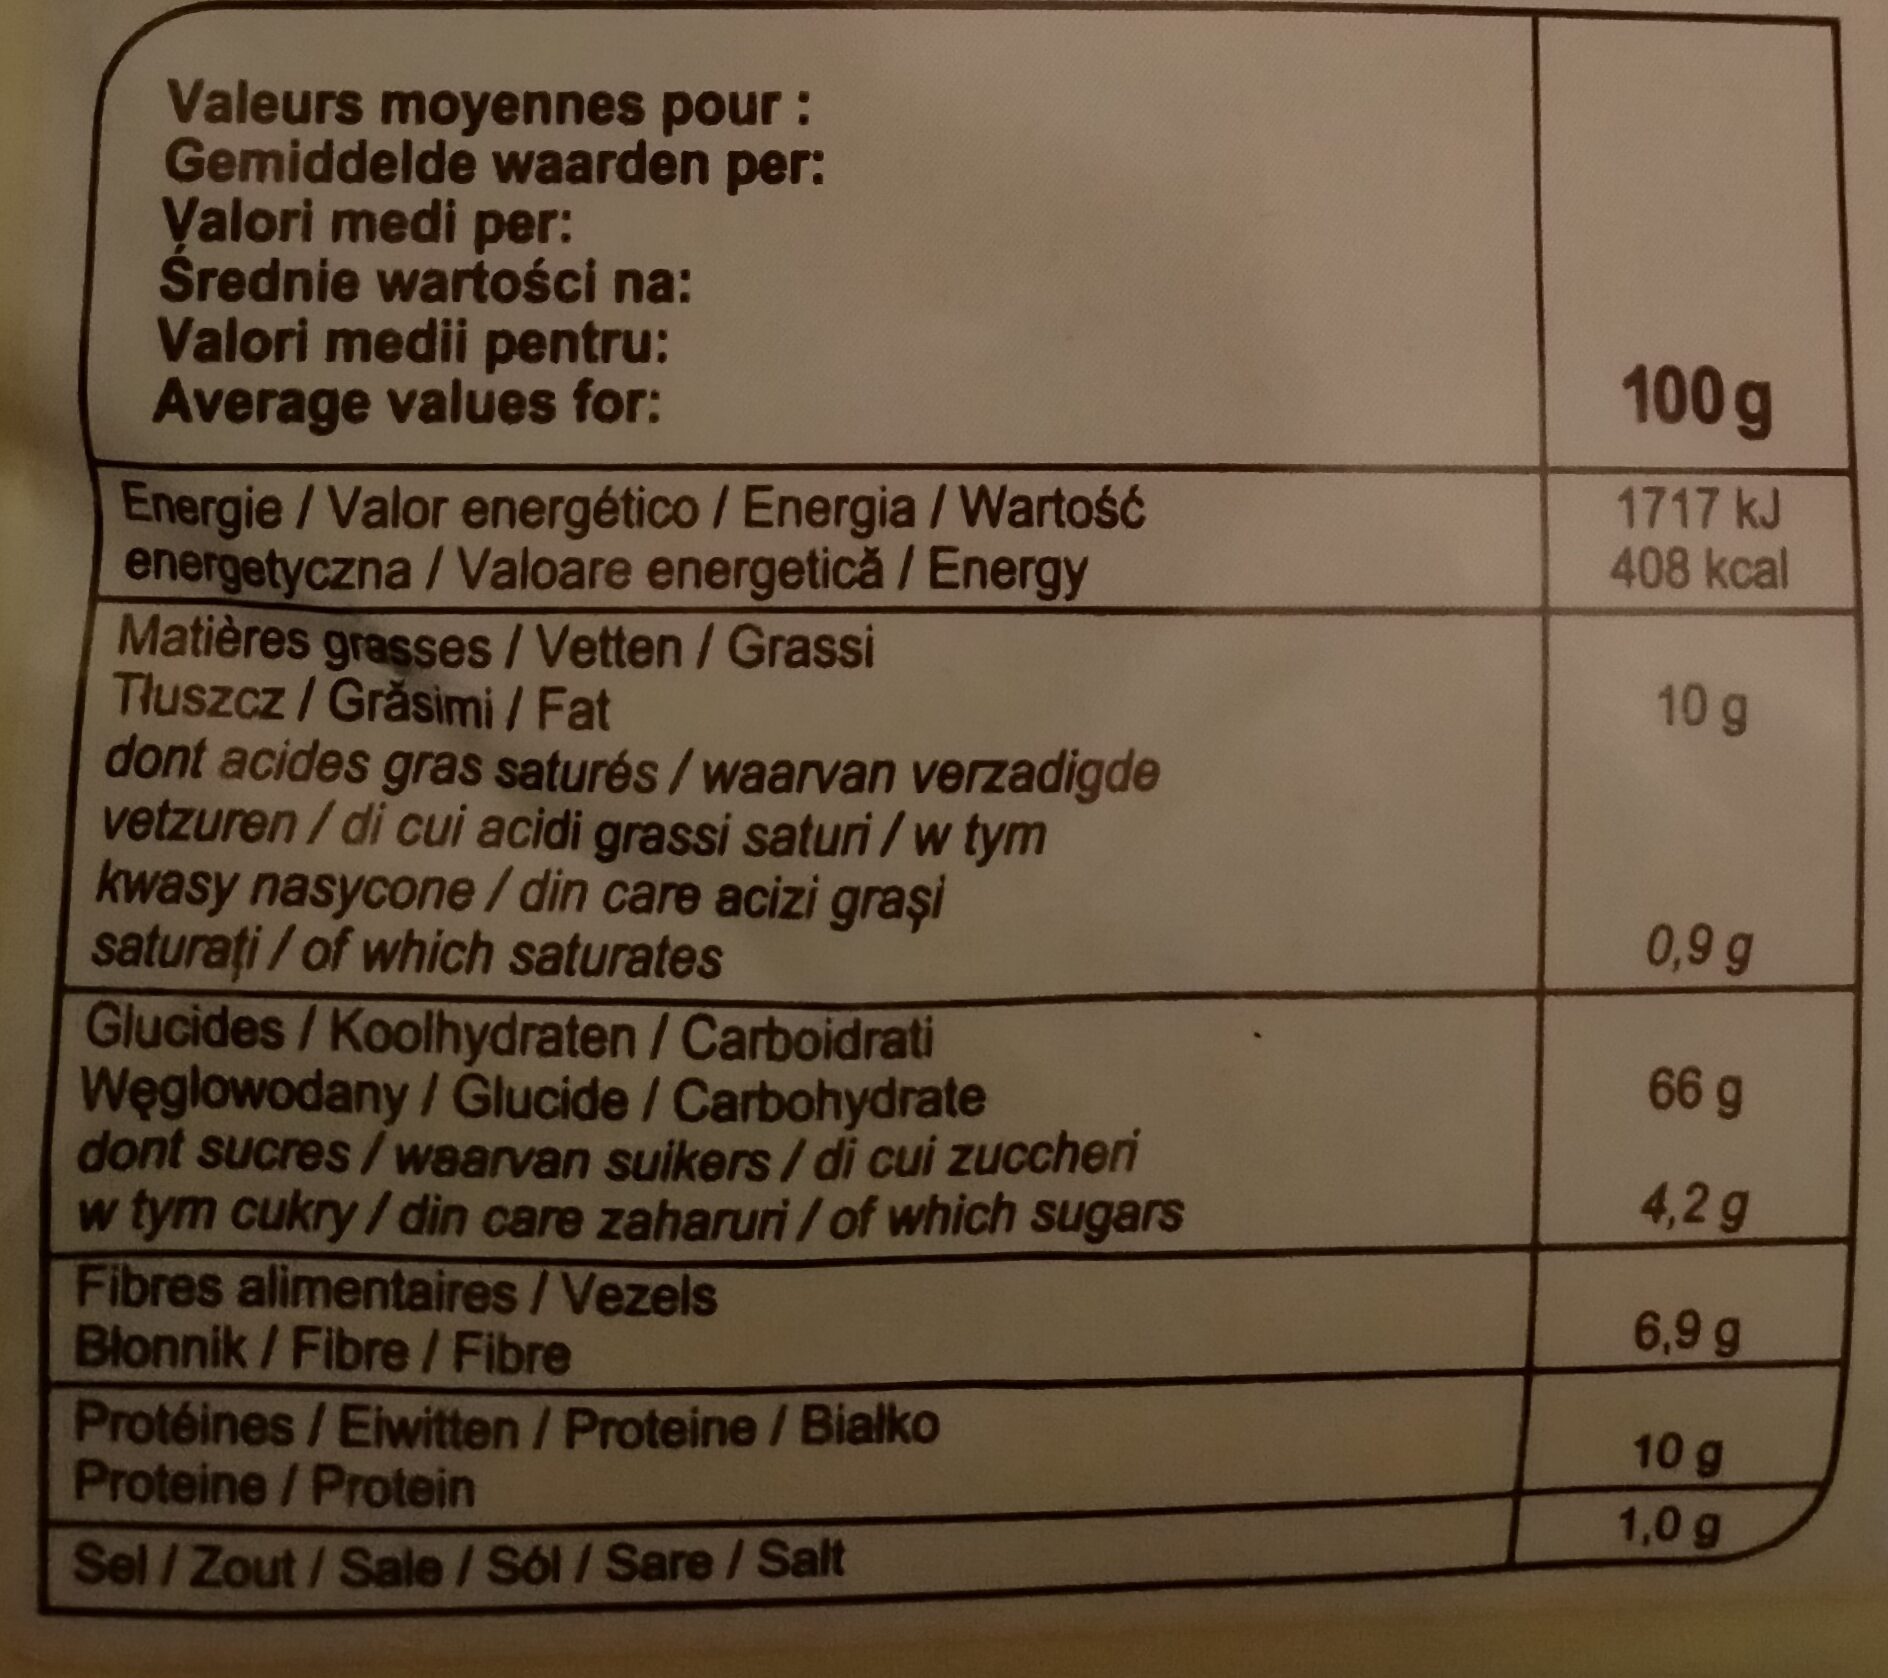 Valeurs moyennes pour :
Gemiddelde waarden per:
Valori medi per:
Średnie wartości na:
Valori medii pentru:
Average values for:
100 g
Energie / Valor energético / Energia / Wartość
energetyczna / Valoare energetică / Energy
1717 kJ
408 kcal
Matières grasses / Vetten / Grassi
Tłuszcz / Grăsimi / Fat
10 g
dont acides gras saturés / waarvan verzadigde
vetzuren / di cui acidi grassi saturi / w tym
kwasy nasycone / din care acizi grași
saturați / of which saturates
0,9 g
Glucides / Koolhydraten / Carboidrati
Węglowodany / Glucide / Carbohydrate
66 g
dont sucres / waarvan suikers / di cui zuccheri
w tym cukry / din care zaharuri / of which sugars
4,2 g
Fibres alimentaires / Vezels
Błonnik / Fibre / Fibre
6,9 g
Protéines / Eiwitten / Proteine / Białko
Proteine / Protein
10 g
Sel / Zout / Sale / Sól / Sare / Salt
1,0 g